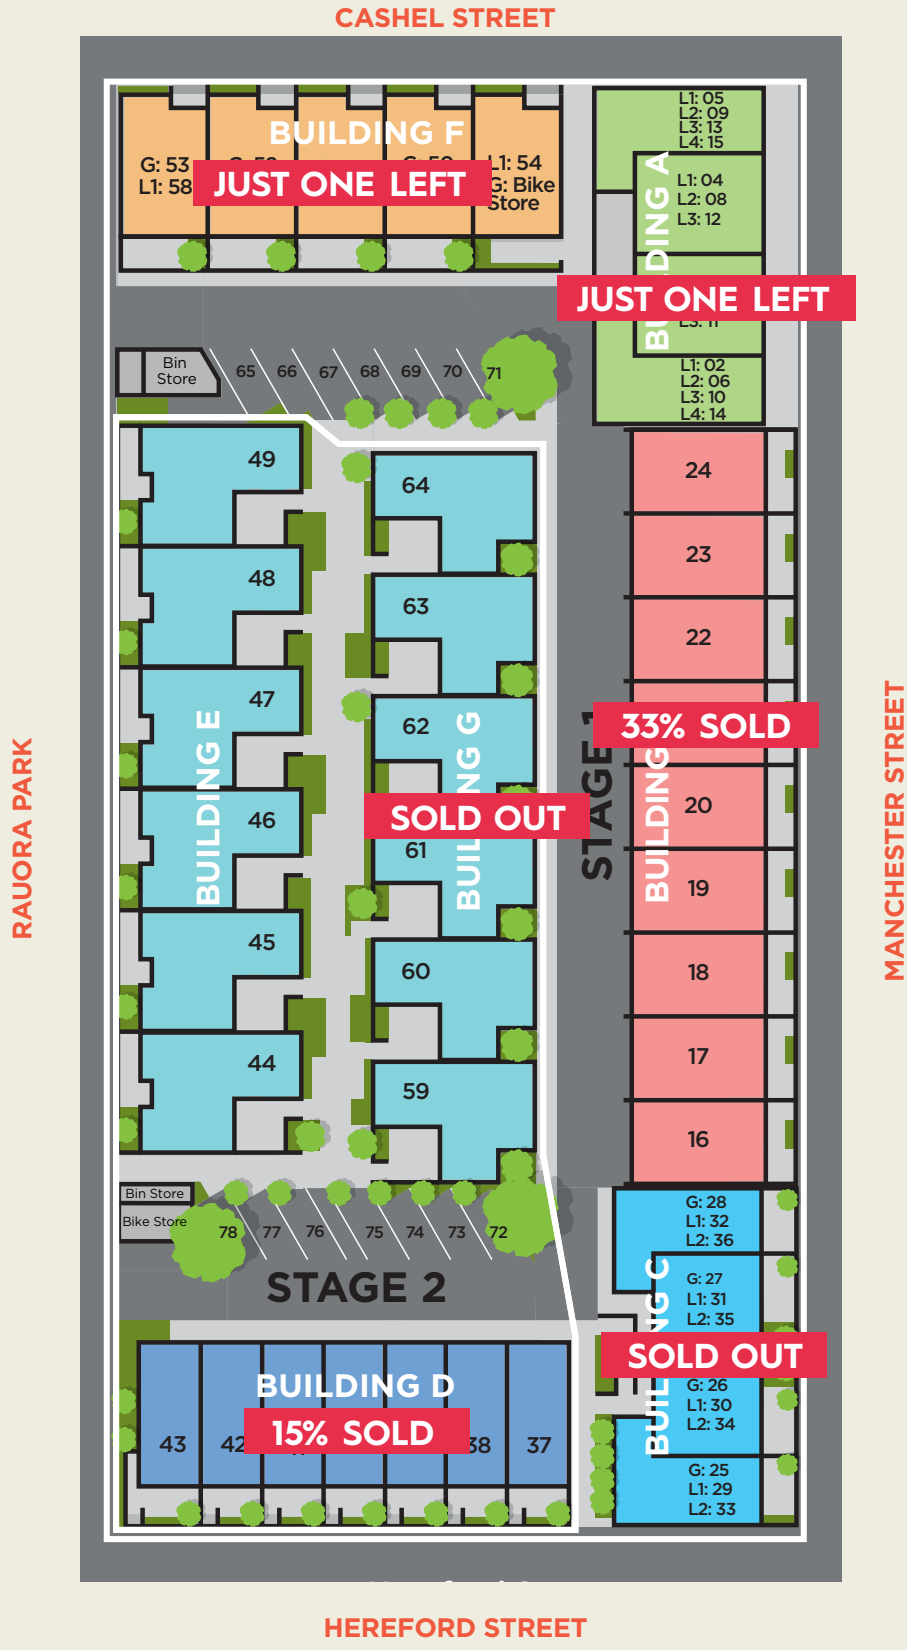 CASHEL STREET
BUILDING F
G: 53
L1: 58
JUST ONE LEFT
L1: 54
G: Bike
Store
L1: 05
L2: 09
L3: 13
L4: 15
L1: 04
L2: 08
L3: 12
JUST ONE LEFT
L3: 11
L1: 02
L2: 06
L3: 10
L4: 14
Bin
Store
65
66
67
68
69
70
71
49
48
47
46
45
44
BUILDING E
64
63
62
61
60
59
SOLD OUT
STAGE 1
24
23
22
33% SOLD
BUILDING
20
19
18
17
16
RAUORA PARK
MANCHESTER STREET
Bin Store
Bike Store
78
77
76
75
74
73
72
STAGE 2
G: 28
L1: 32
L2: 36
G: 27
L1: 31
L2: 35
SOLD OUT
G: 26
L1: 30
L2: 34
G: 25
L1: 29
L2: 33
BUILDING D
15% SOLD
43
42
38
37
HEREFORD STREET